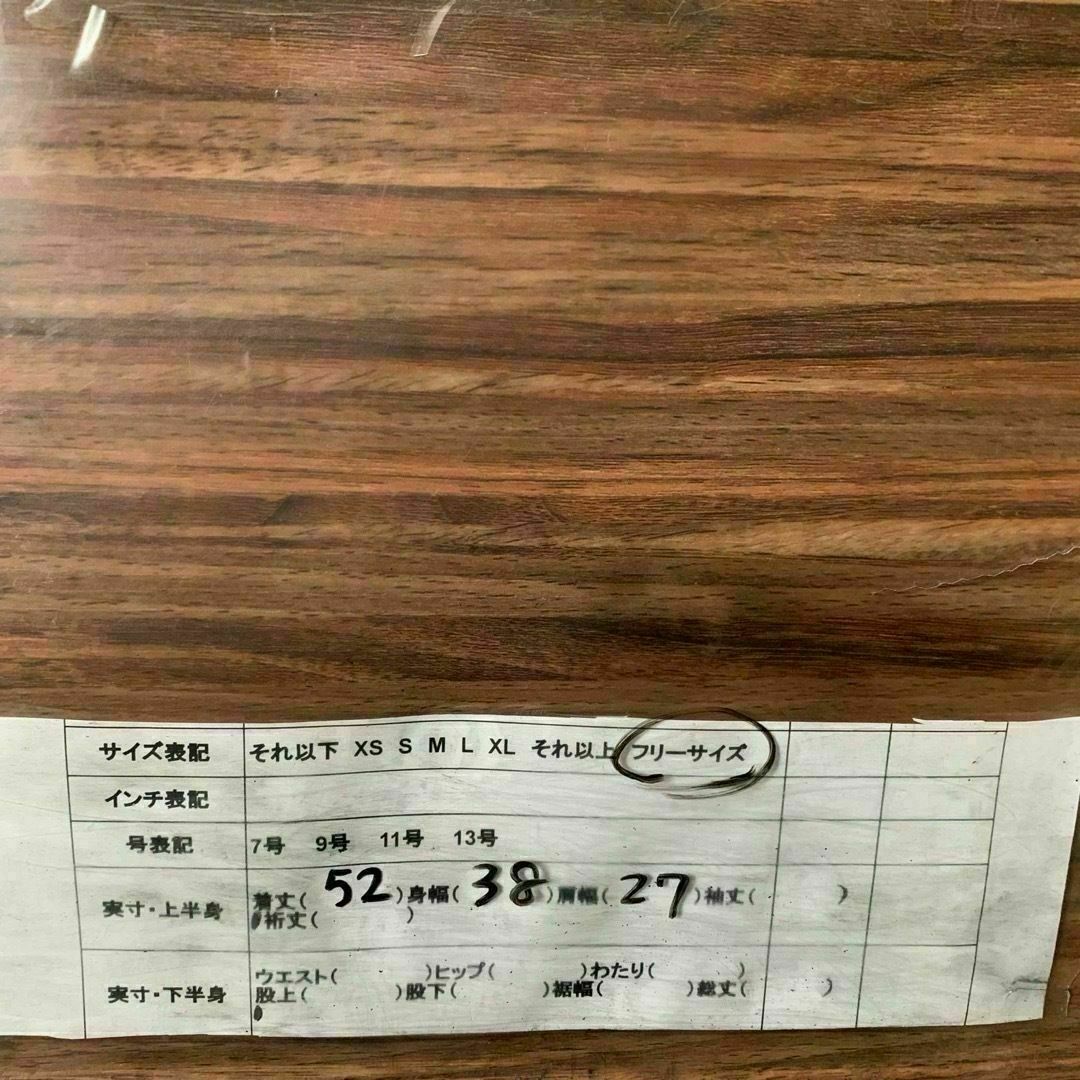 サイズ表記 それ以下 XS S M L XL それ以上 フリーサイズ
インチ表記
号表記 7号 9号 11号 13号
実寸・上半身 着丈( 52 )身幅( 38 )肩幅( 27 )袖丈( )
裄丈( )
実寸・下半身 ウエスト( )ヒップ( )わたり( )
股上( )股下( )裾幅( )総丈( )